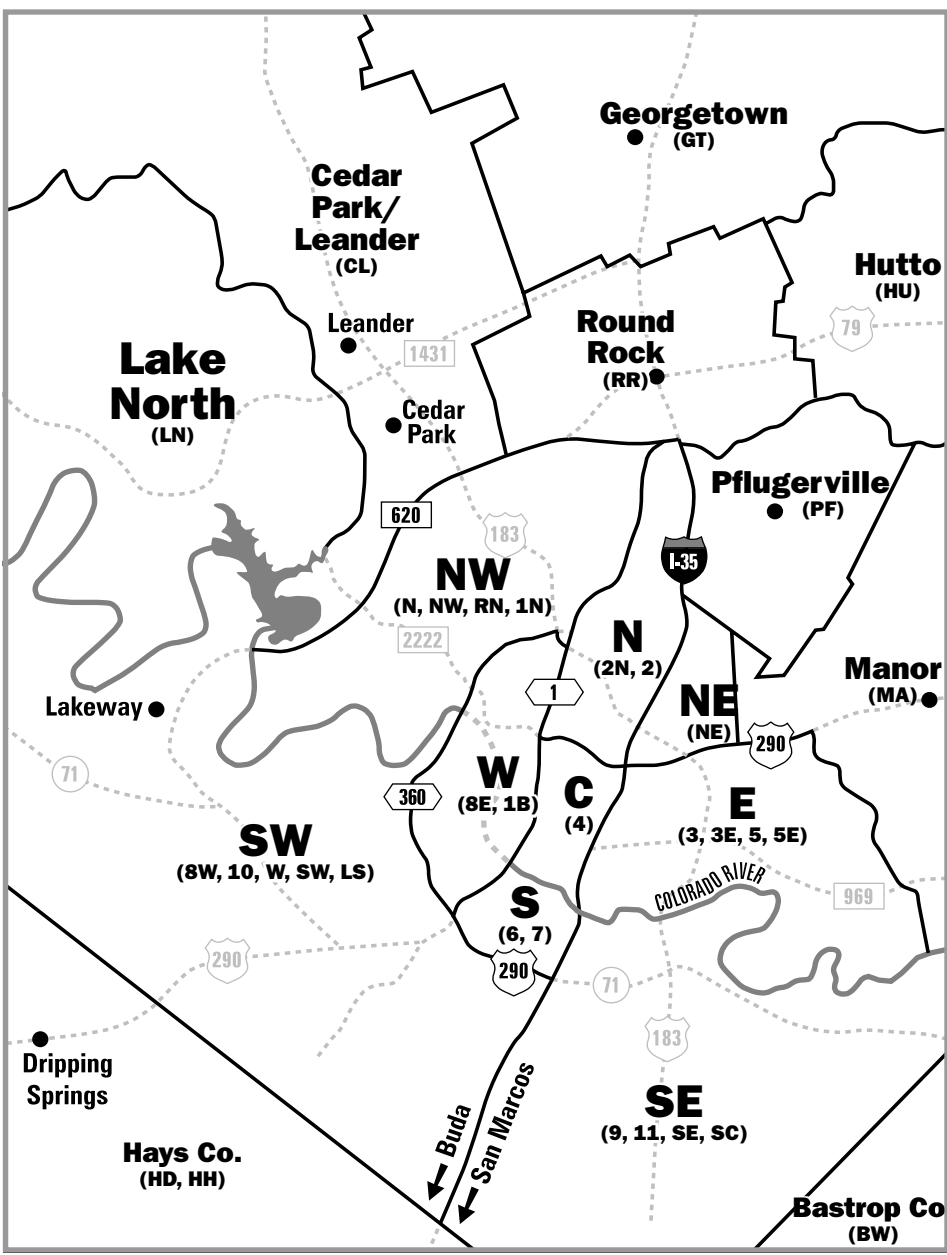 Georgetown
(GT)
Cedar
Park/
Leander
(CL)
Hutto
(HU)
Leander
Round
Rock
(RR)
79
1431
Lake
North
(LN)
Cedar
Park
Pflugerville
(PF)
620
183
I-35
NW
(N, NW, RN, 1N)
2222
N
(2N, 2)
Manor
(MA)
1
NE
(NE)
Lakeway
290
71
W
(8E, 1B)
360
C
(4)
E
(3, 3E, 5, 5E)
SW
(8W, 10, W, SW, LS)
COLORADO RIVER
969
S
(6, 7)
290
290
71
183
Dripping
Springs
SE
(9, 11, SE, SC)
Buda
San Marcos
Hays Co.
(HD, HH)
Bastrop Co
(BW)